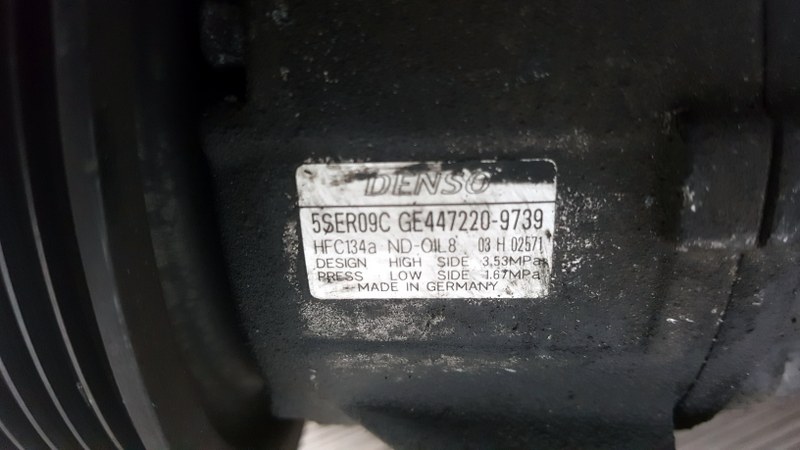 DENSO
5SER09C GE447220-9739
HFC134a ND-OIL8 03 H 02571
DESIGN HIGH SIDE 3,53MPa
PRESS LOW SIDE 1.67MPa
MADE IN GERMANY